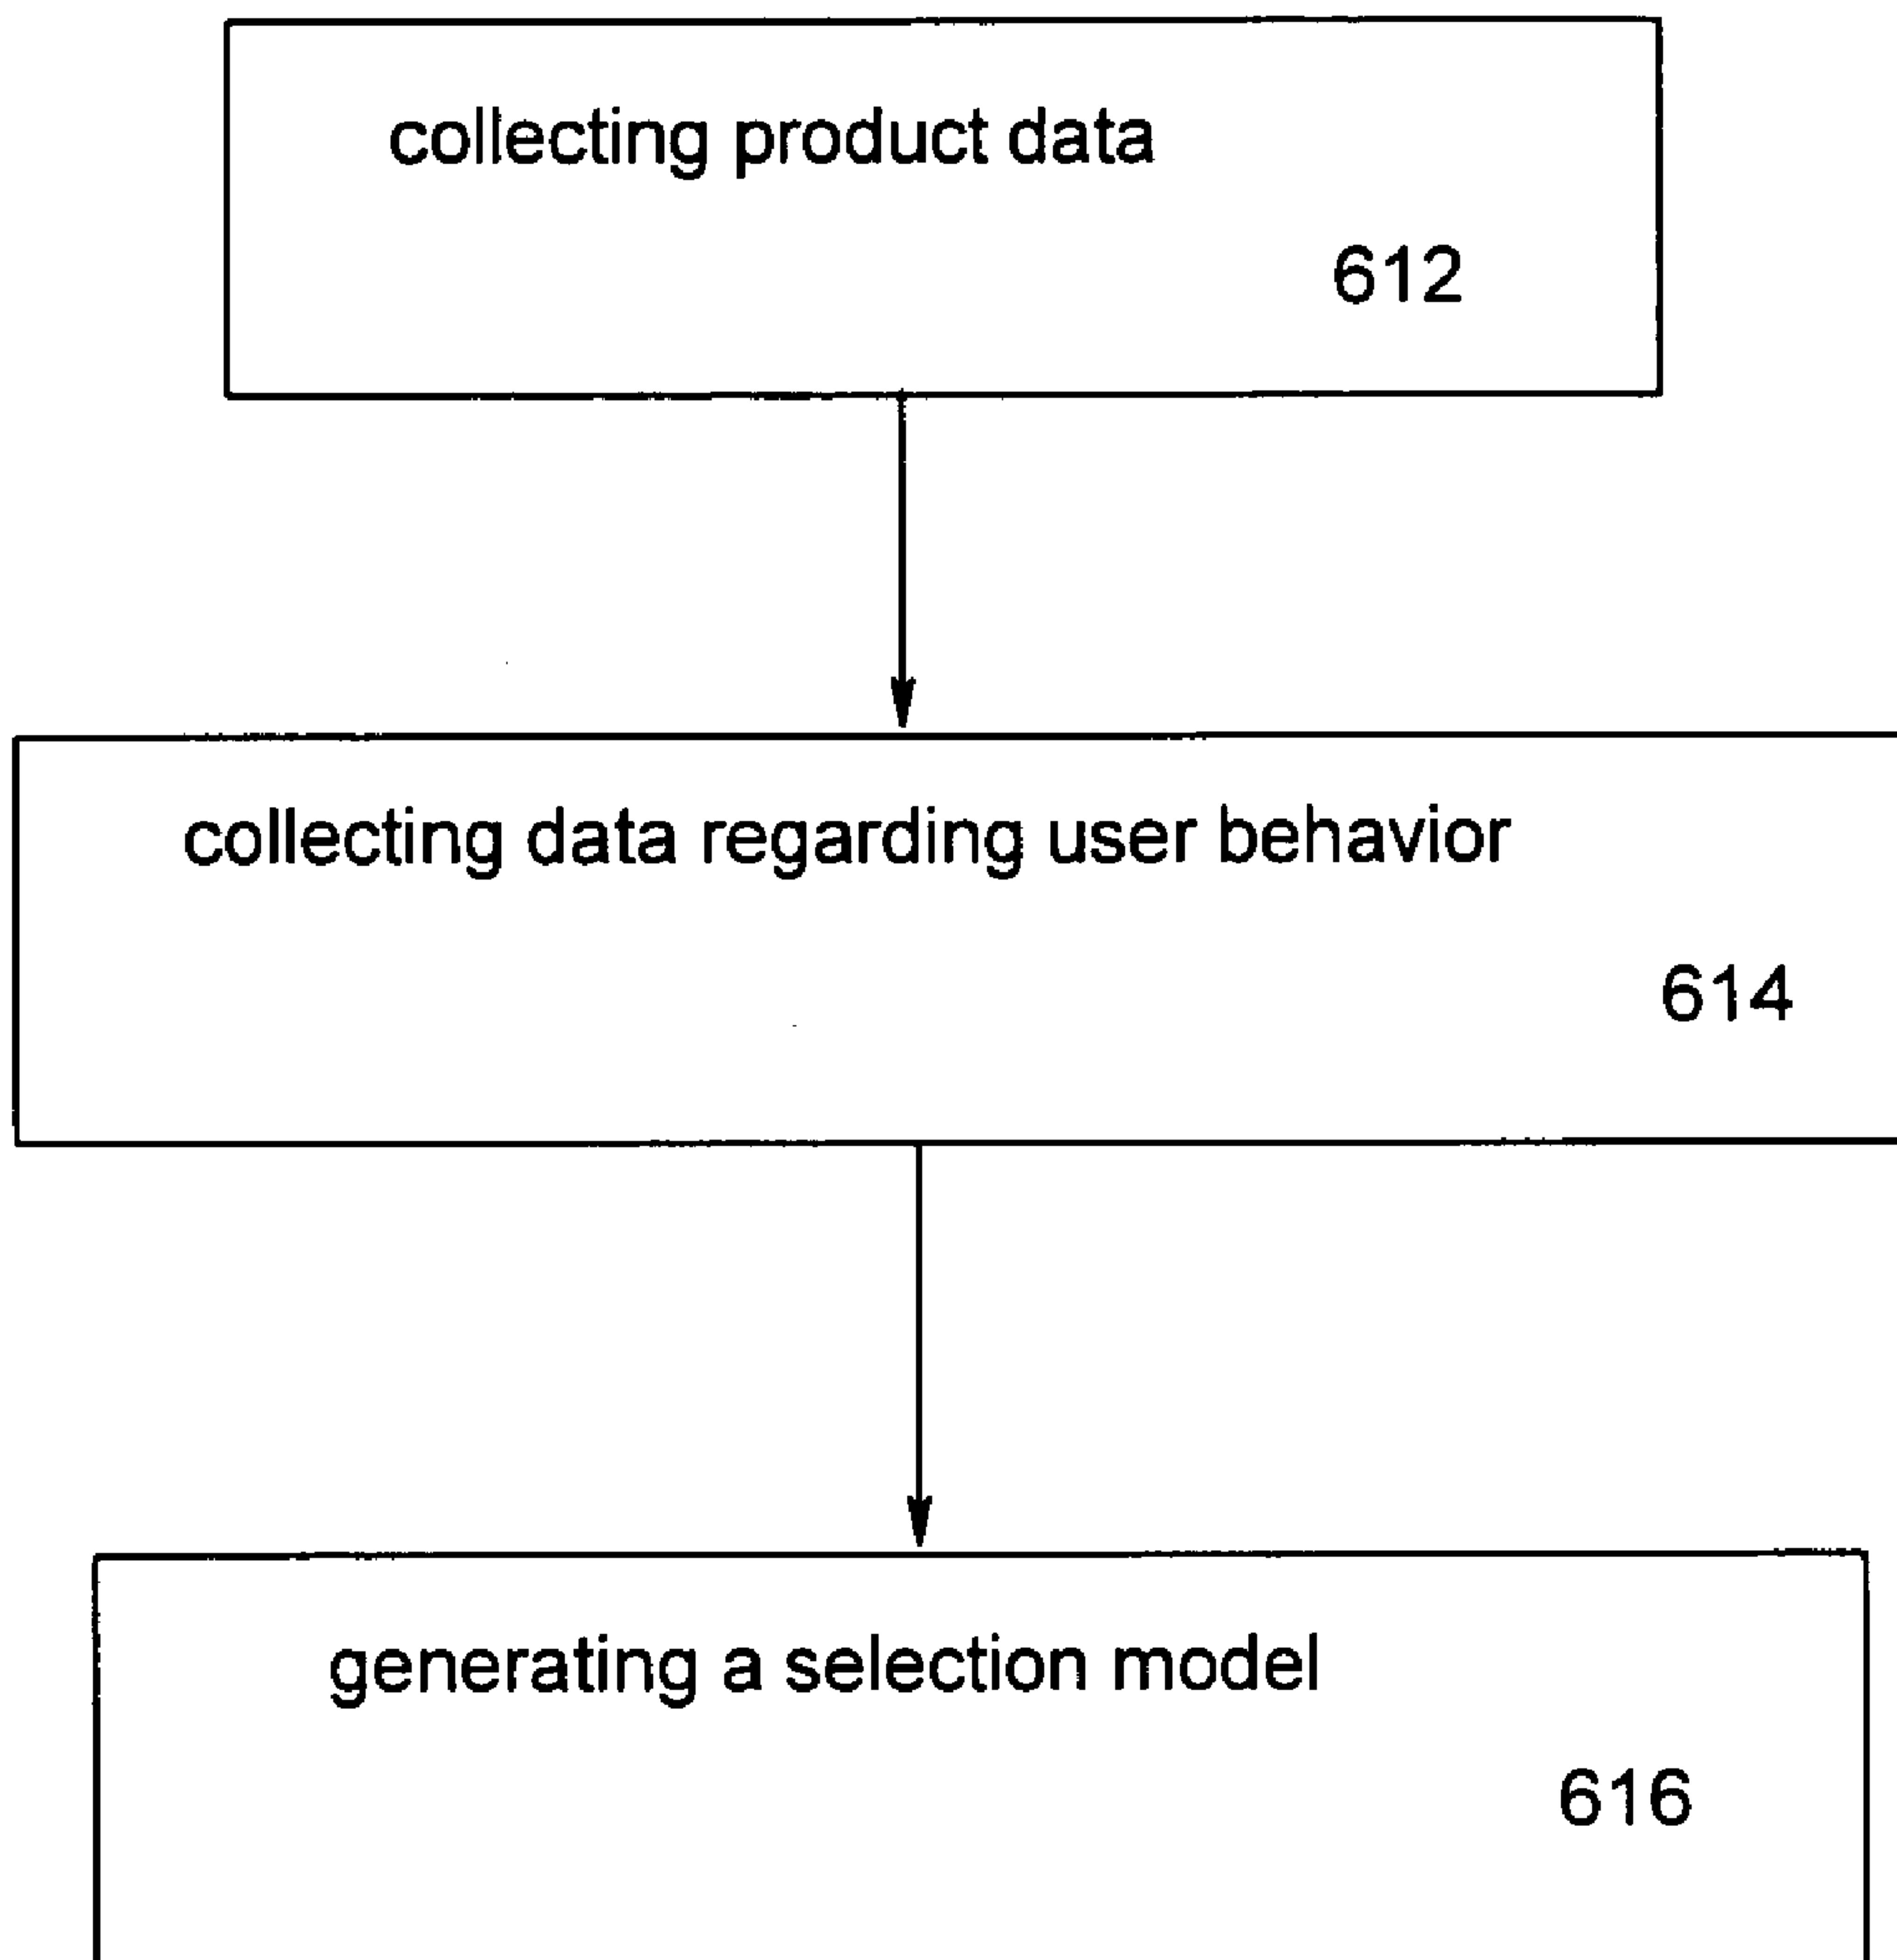 collecting product data
612
collecting data regarding user behavior
614
generating a selection model
616